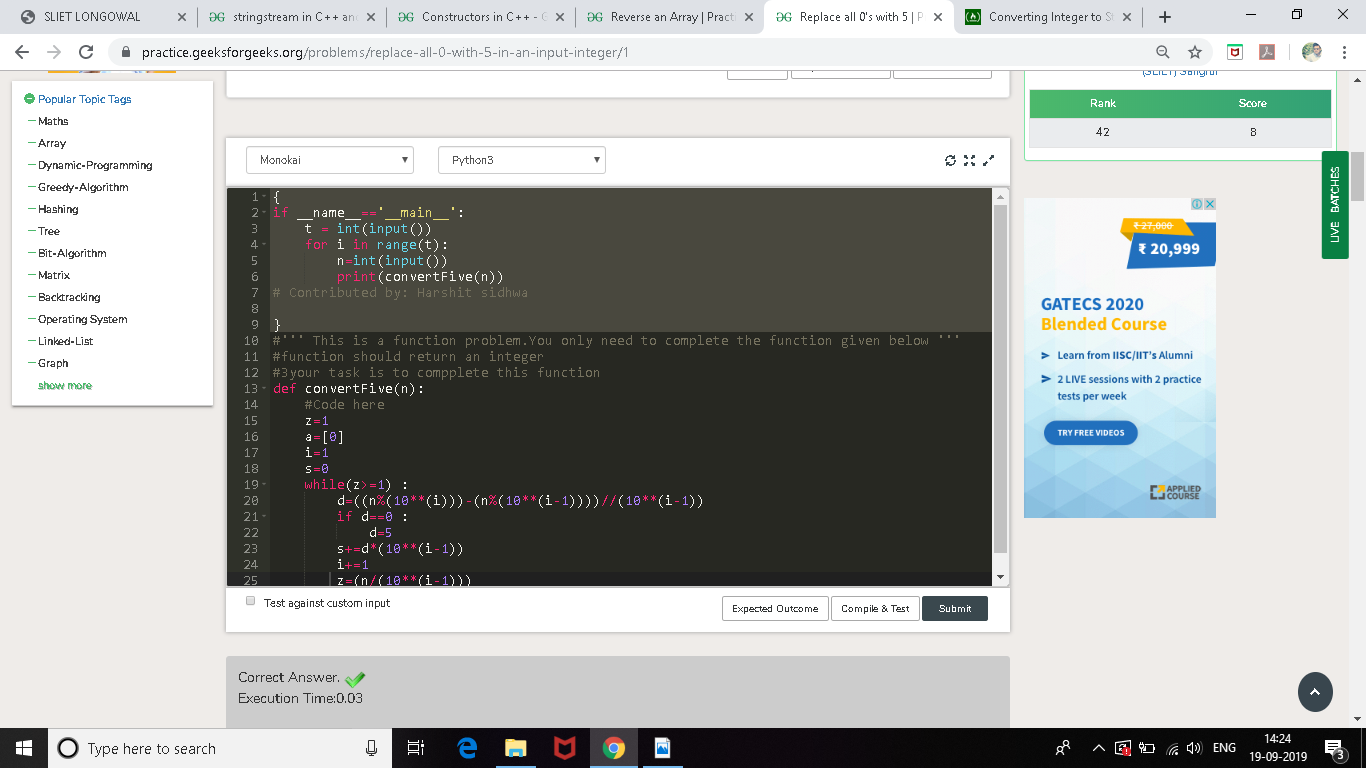 SLIET LONGOWAL
stringstream in C++ an
Constructors in C++
Reverse an Array | Practi
Replace all 0's with 5 | P
Converting Integer to St
practice.geeksforgeeks.org/problems/replace-all-0-with-5-in-an-input-integer/1
Popular Topic Tags
Maths
Array
Dynamic-Programming
Greedy-Algorithm
Hashing
Tree
Bit-Algorithm
Matrix
Backtracking
Operating System
Linked-List
Graph
show more
Monokai
Python3
1 {
2 if __name__=='__main__':
3 t = int(input())
4 for i in range(t):
5 n=int(input())
6 print(convertFive(n))
7 # Contributed by: Harshit sidhwa
8
9 }
10 #''' This is a function problem.You only need to complete the function given below '''
11 #function should return an integer
12 #3your task is to compplete this function
13 def convertFive(n):
14 #Code here
15 z=1
16 a=[0]
17 i=1
18 s=0
19 while(z>=1) :
20 d=((n%(10**(i)))-(n%(10**(i-1))))//(10**(i-1))
21 if d==0 :
22 d=5
23 s+=d*(10**(i-1))
24 i+=1
25 z=(n/(10**(i-1)))
Test against custom input
Expected Outcome
Compile & Test
Submit
Correct Answer.
Execution Time:0.03
(SLIET) Sangrur
Rank Score
42 8
LIVE BATCHES
₹ 27,000
₹ 20,999
GATECS 2020
Blended Course
Learn from IISC/IIT's Alumni
2 LIVE sessions with 2 practice
tests per week
TRY FREE VIDEOS
APPLIED
COURSE
Type here to search
ENG
14:24
19-09-2019
3